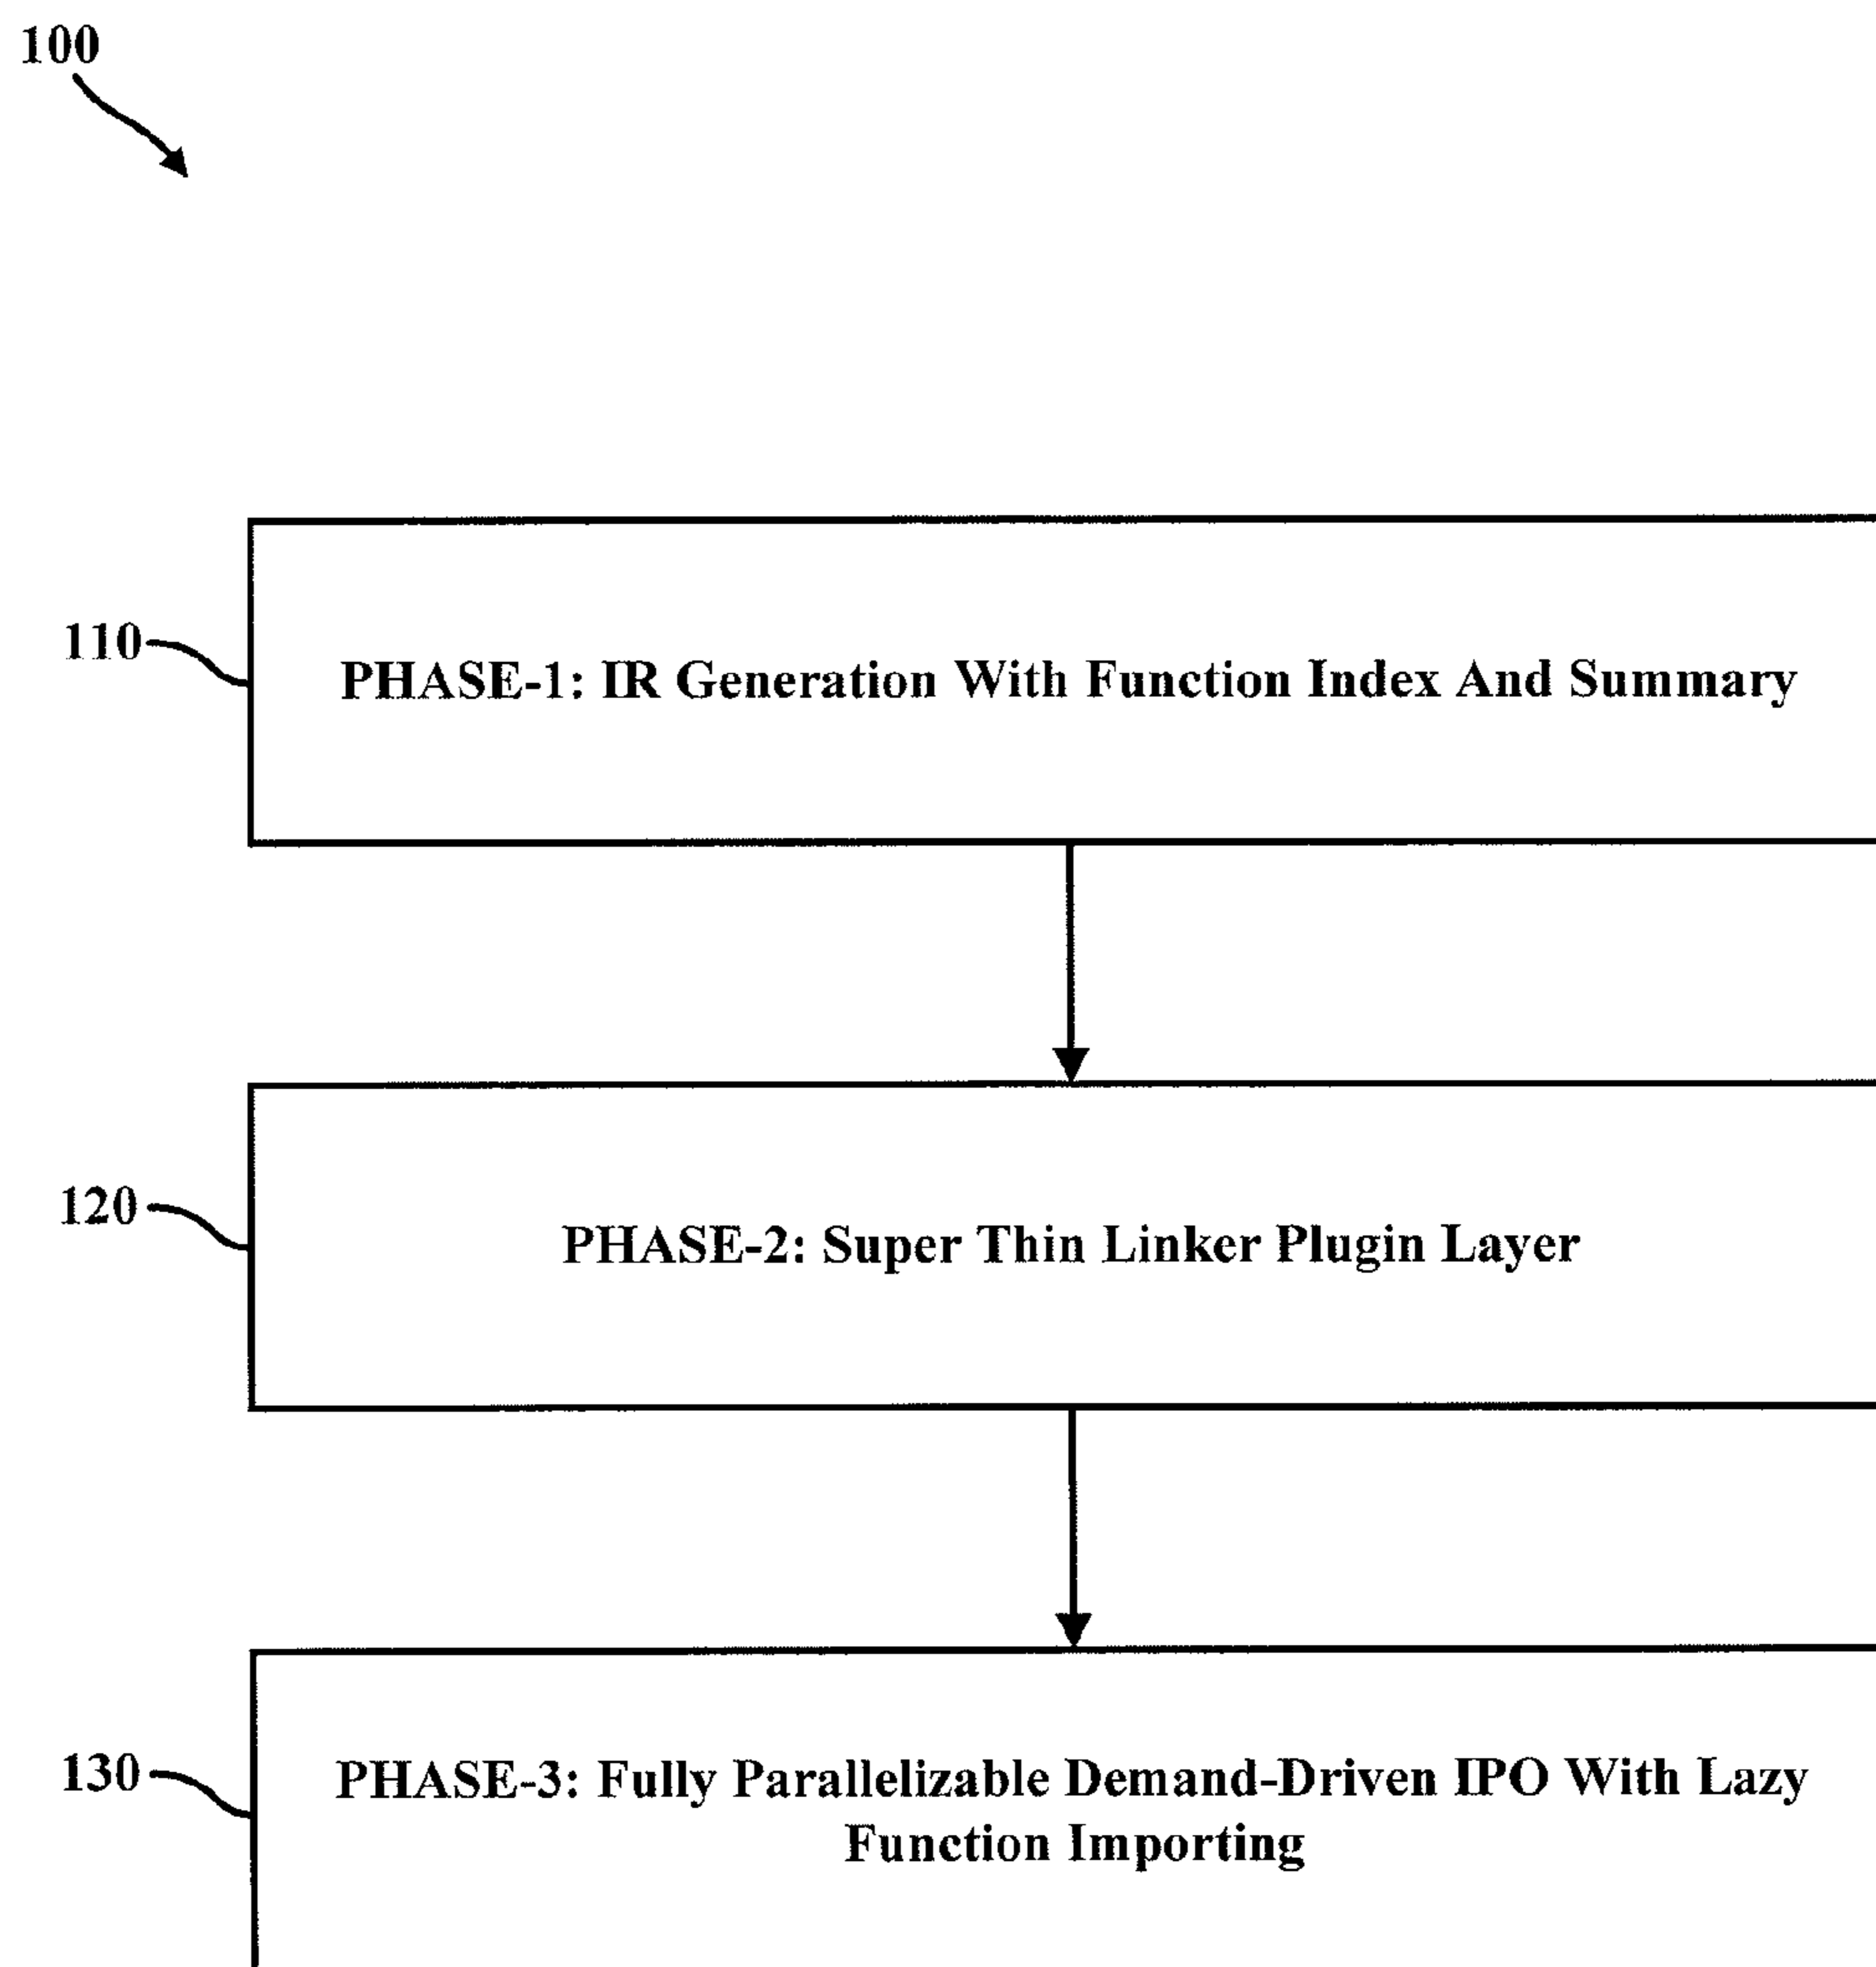 100
110
PHASE-1: IR Generation With Function Index And Summary
120
PHASE-2: Super Thin Linker Plugin Layer
130
PHASE-3: Fully Parallelizable Demand-Driven IPO With Lazy
Function Importing